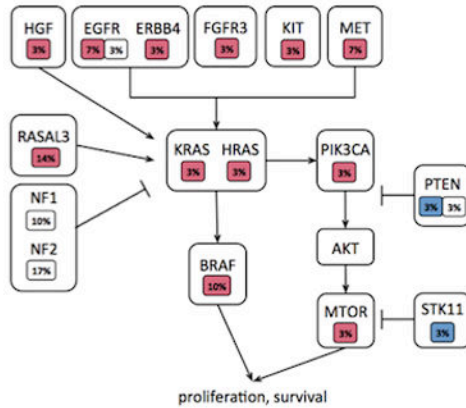 HGF EGFR ERBB4 FGFR3 KIT MET
3% 7% 3% 3% 3% 3% 7%
RASAL3 KRAS HRAS PIK3CA
14% 3% 3% 3%
PTEN
3% 3%
NF1
10%
NF2
17%
BRAF
10%
AKT
MTOR STK11
3% 3%
proliferation, survival